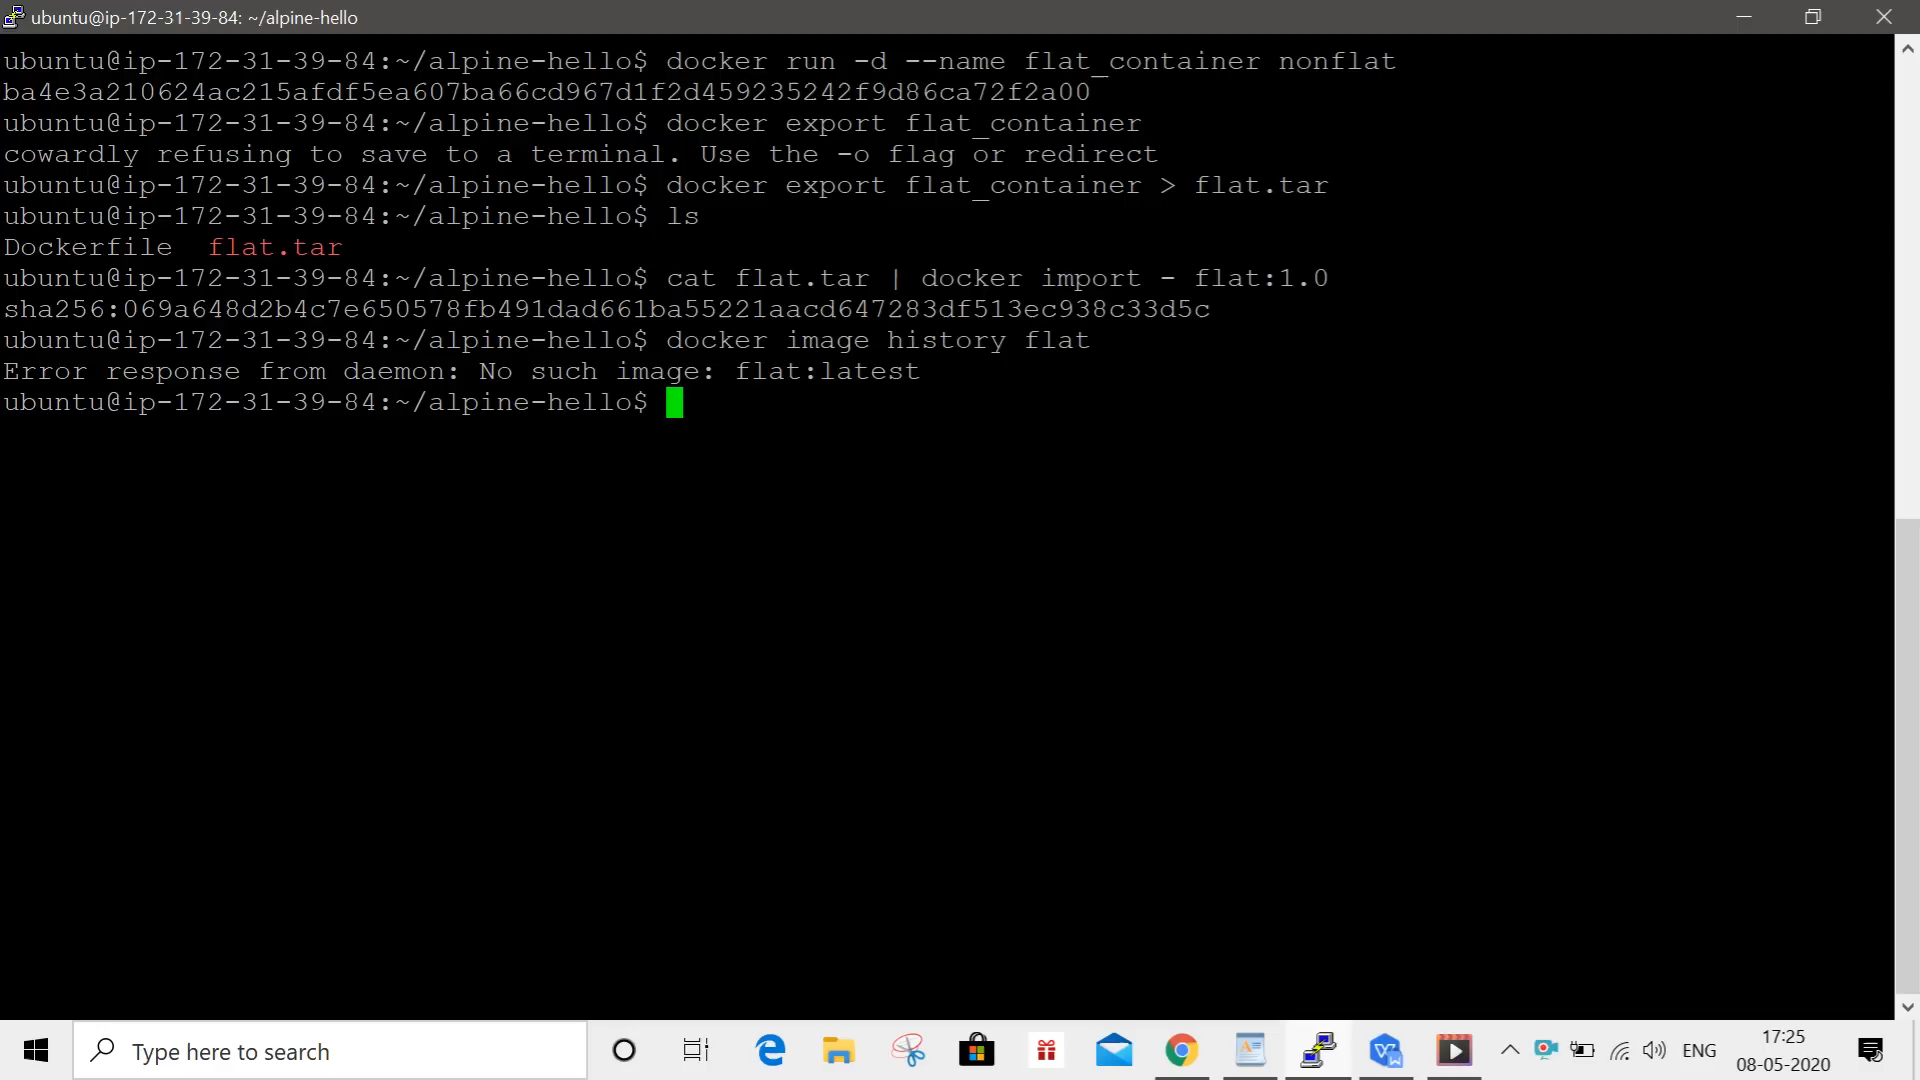 ubuntu@ip-172-31-39-84: ~/alpine-hello
ubuntu@ip-172-31-39-84:~/alpine-hello$ docker run -d --name flat_container nonflat
ba4e3a210624ac215afdf5ea607ba66cd967d1f2d459235242f9d86ca72f2a00
ubuntu@ip-172-31-39-84:~/alpine-hello$ docker export flat_container
cowardly refusing to save to a terminal. Use the -o flag or redirect
ubuntu@ip-172-31-39-84:~/alpine-hello$ docker export flat_container > flat.tar
ubuntu@ip-172-31-39-84:~/alpine-hello$ ls
Dockerfile  flat.tar
ubuntu@ip-172-31-39-84:~/alpine-hello$ cat flat.tar | docker import - flat:1.0
sha256:069a648d2b4c7e650578fb491dad661ba55221aacd647283df513ec938c33d5c
ubuntu@ip-172-31-39-84:~/alpine-hello$ docker image history flat
Error response from daemon: No such image: flat:latest
ubuntu@ip-172-31-39-84:~/alpine-hello$
Type here to search
ENG
17:25
08-05-2020